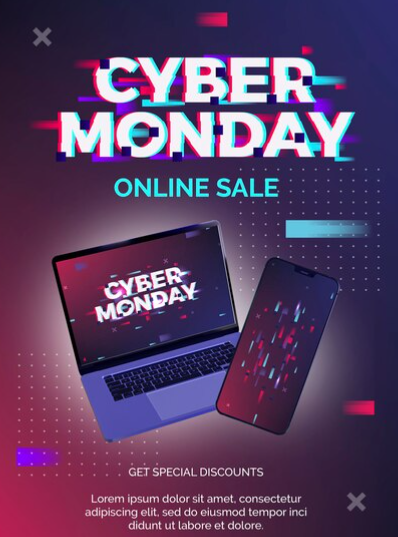 CYBER
MONDAY
ONLINE SALE
CYBER
MONDAY
GET SPECIAL DISCOUNTS
Lorem ipsum dolor sit amet, consectetur
adipiscing elit, sed do eiusmod tempor inci
didunt ut labore et dolore.